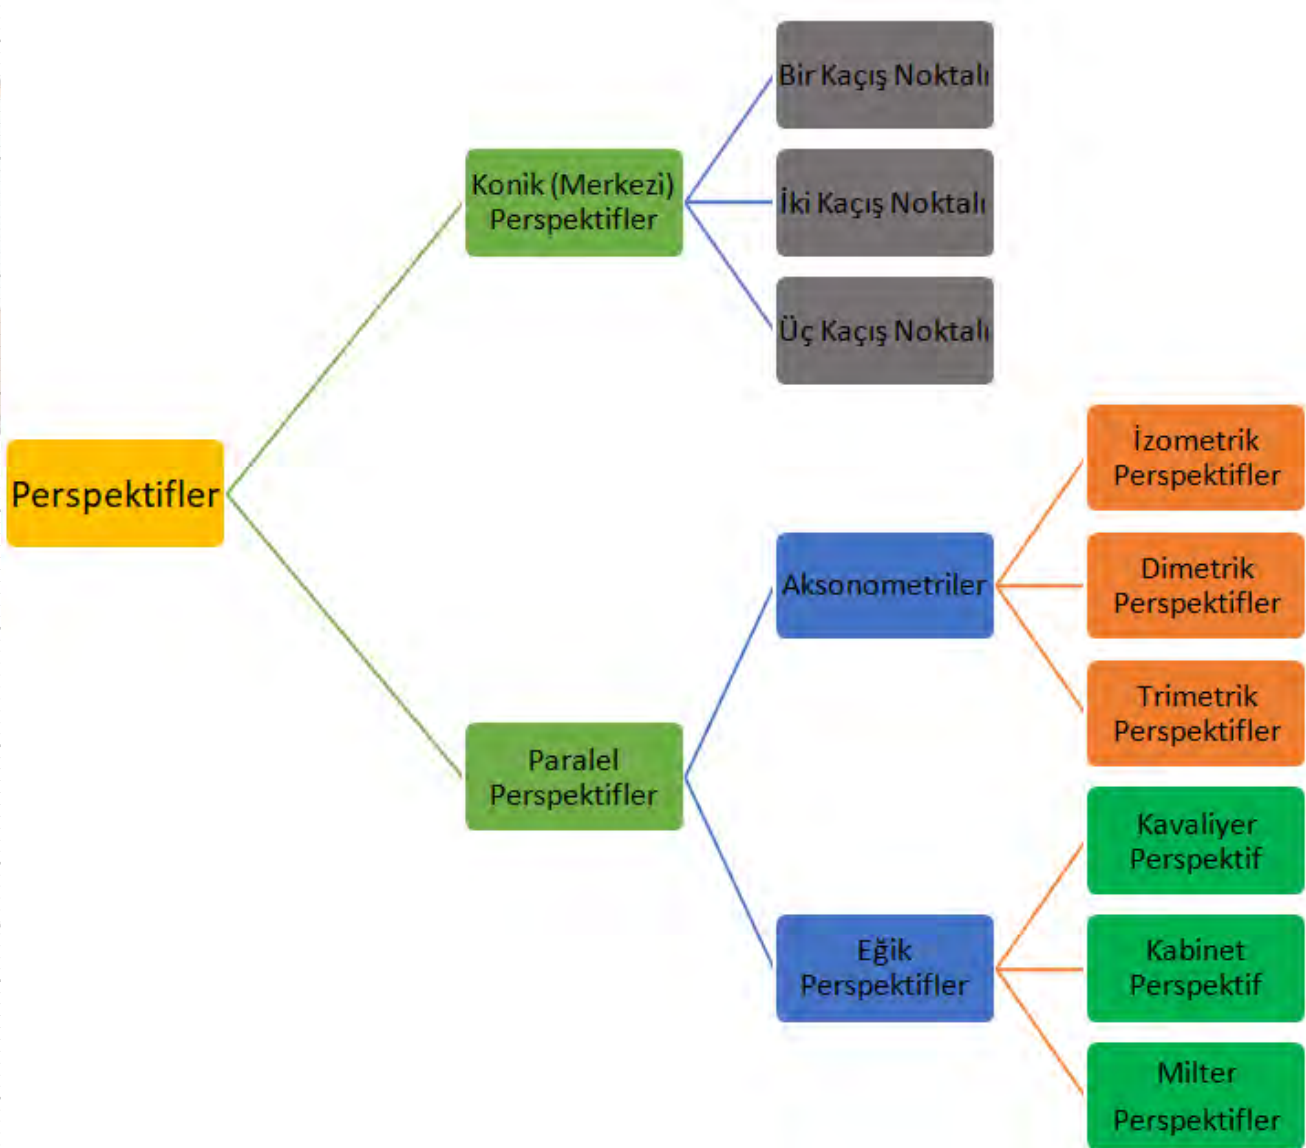 Bir Kaçış Noktalı
Konik (Merkezi)
Perspektifler
İki Kaçış Noktalı
Üç Kaçış Noktalı
Perspektifler
İzometrik
Perspektifler
Aksonometriler
Dimetrik
Perspektifler
Trimetrik
Perspektifler
Paralel
Perspektifler
Kavaliyer
Perspektif
Eğik
Perspektifler
Kabinet
Perspektif
Milter
Perspektifler